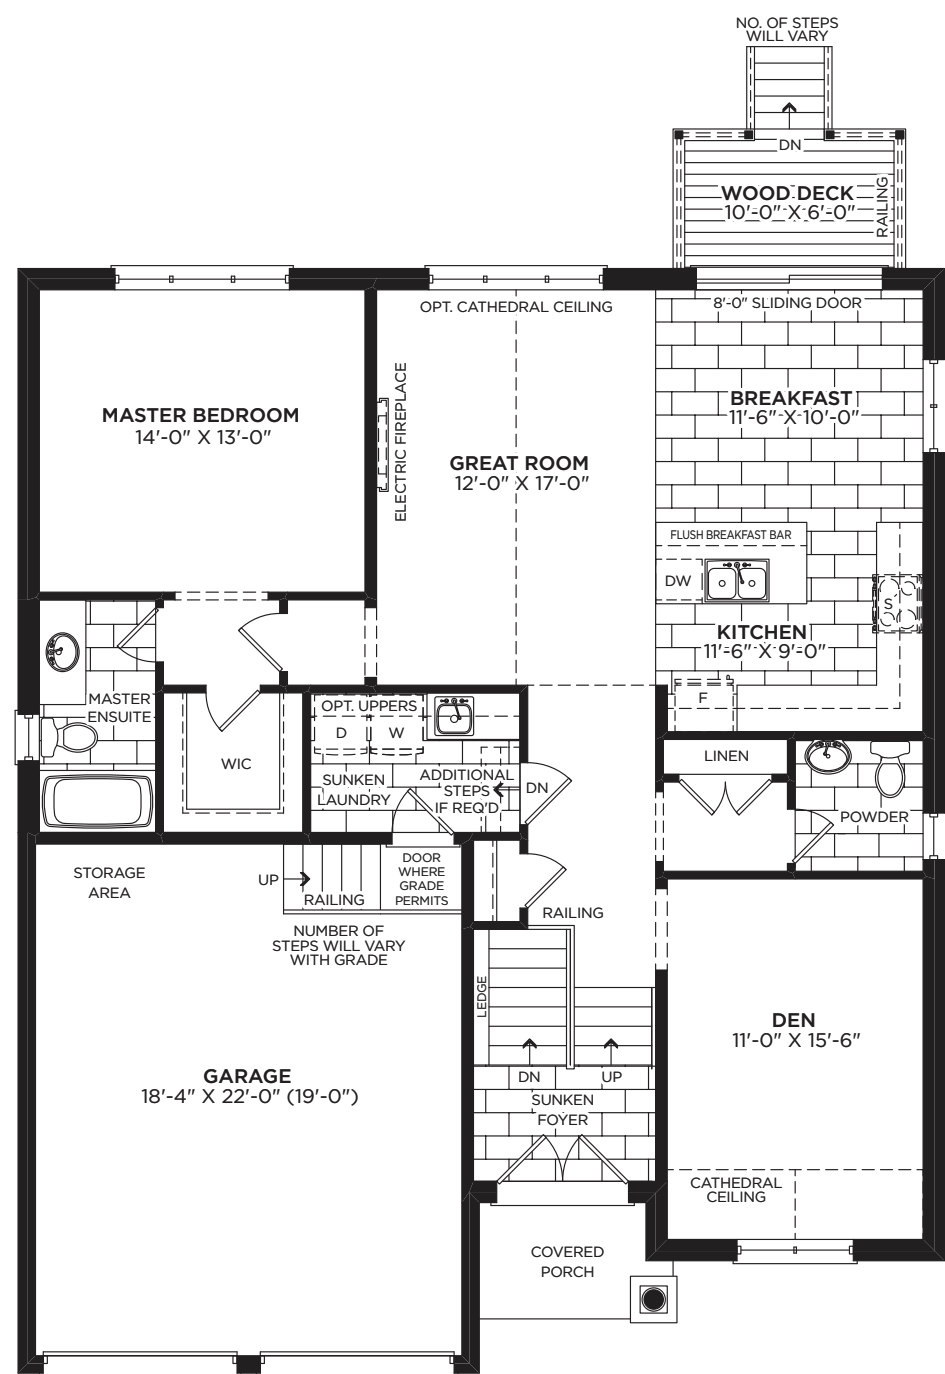 NO. OF STEPS
WILL VARY
DN
WOOD DECK
10'-0" X 6'-0"
RAILING
8'-0" SLIDING DOOR
OPT. CATHEDRAL CEILING
ELECTRIC FIREPLACE
MASTER BEDROOM
14'-0" X 13'-0"
GREAT ROOM
12'-0" X 17'-0"
BREAKFAST
11'-6" X 10'-0"
FLUSH BREAKFAST BAR
DW
S
KITCHEN
11'-6" X 9'-0"
F
MASTER
ENSUITE
WIC
OPT. UPPERS
D
W
SUNKEN
LAUNDRY
ADDITIONAL
STEPS
IF REQ'D
DN
LINEN
POWDER
STORAGE
AREA
UP
RAILING
DOOR
WHERE
GRADE
PERMITS
NUMBER OF
STEPS WILL VARY
WITH GRADE
RAILING
LEDGE
DN
UP
SUNKEN
FOYER
DEN
11'-0" X 15'-6"
GARAGE
18'-4" X 22'-0" (19'-0")
CATHEDRAL
CEILING
COVERED
PORCH